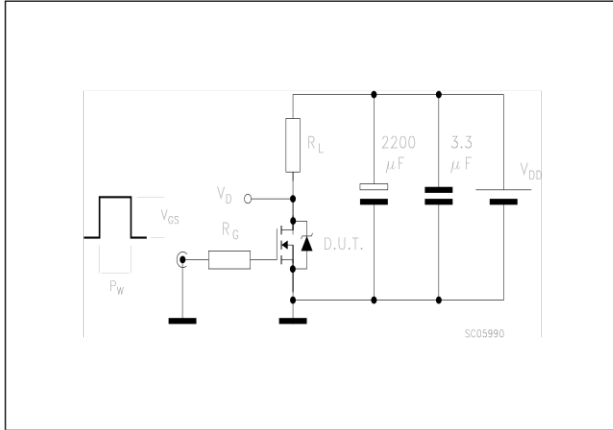 R_L
2200
μF
3.3
μF
V_DD
V_D
V_GS
R_G
D.U.T.
P_W
SC05990